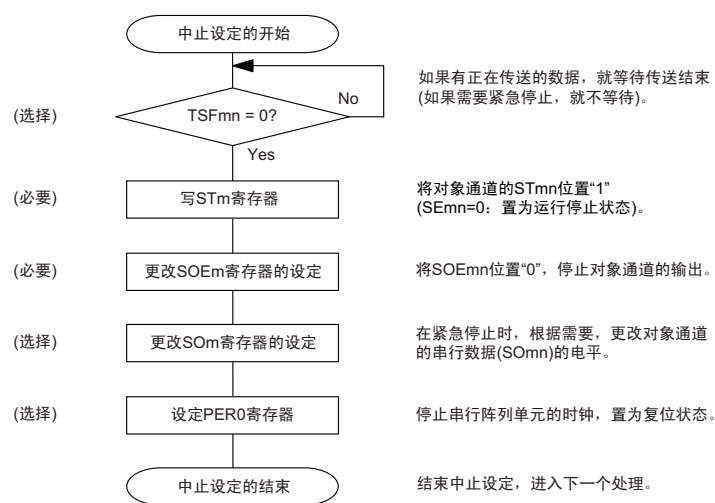 中止设定的开始
如果有正在传送的数据，就等待传送结束
(如果需要紧急停止，就不等待)。
No
(选择)
TSFmn = 0?
Yes
(必要)
写STm寄存器
将对象通道的STmn位置“1”
(SEmn=0：置为运行停止状态)。
(必要)
更改SOEm寄存器的设定
将SOEmn位置“0”，停止对象通道的输出。
(选择)
更改SOm寄存器的设定
在紧急停止时，根据需要，更改对象通道
的串行数据(SOmn)的电平。
(选择)
设定PER0寄存器
停止串行阵列单元的时钟，置为复位状态。
中止设定的结束
结束中止设定，进入下一个处理。